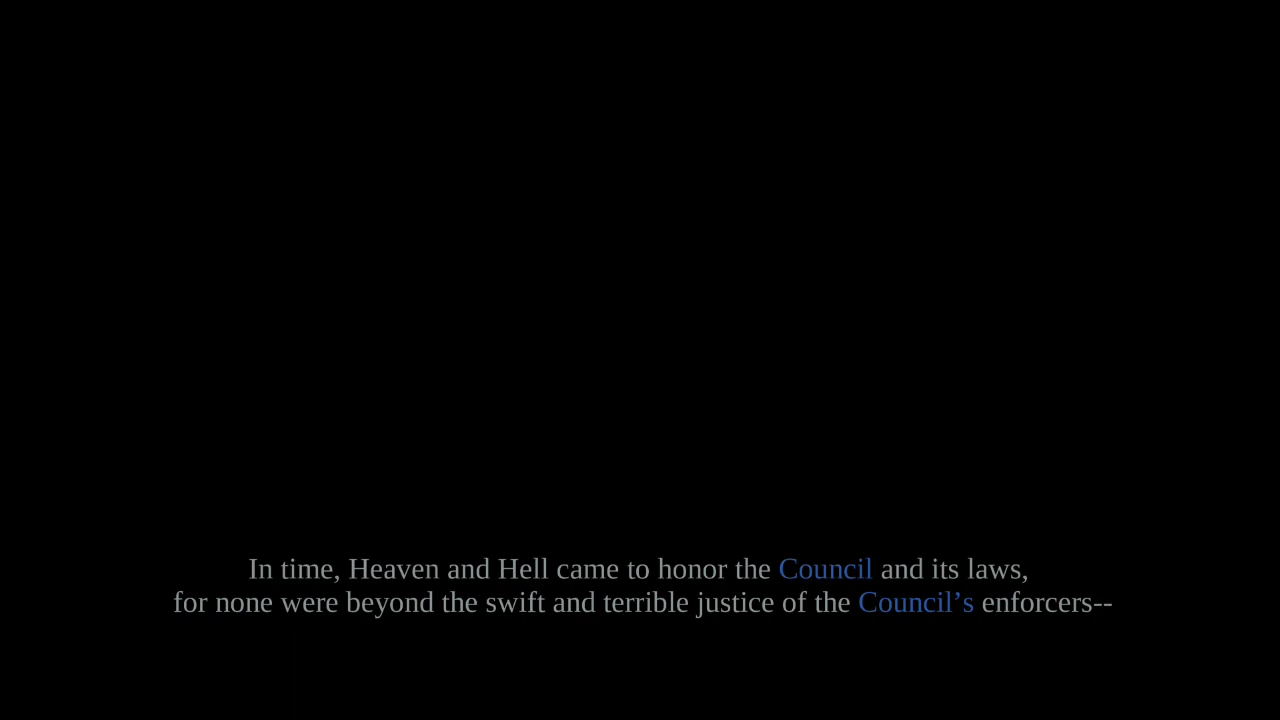 In time, Heaven and Hell came to honor the Council and its laws,
for none were beyond the swift and terrible justice of the Council’s enforcers--